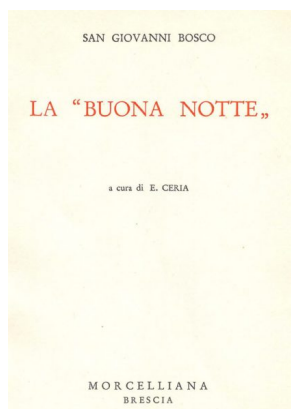 SAN GIOVANNI BOSCO
LA “BUONA NOTTE„
a cura di E. CERIA
MORCELLIANA
BRESCIA